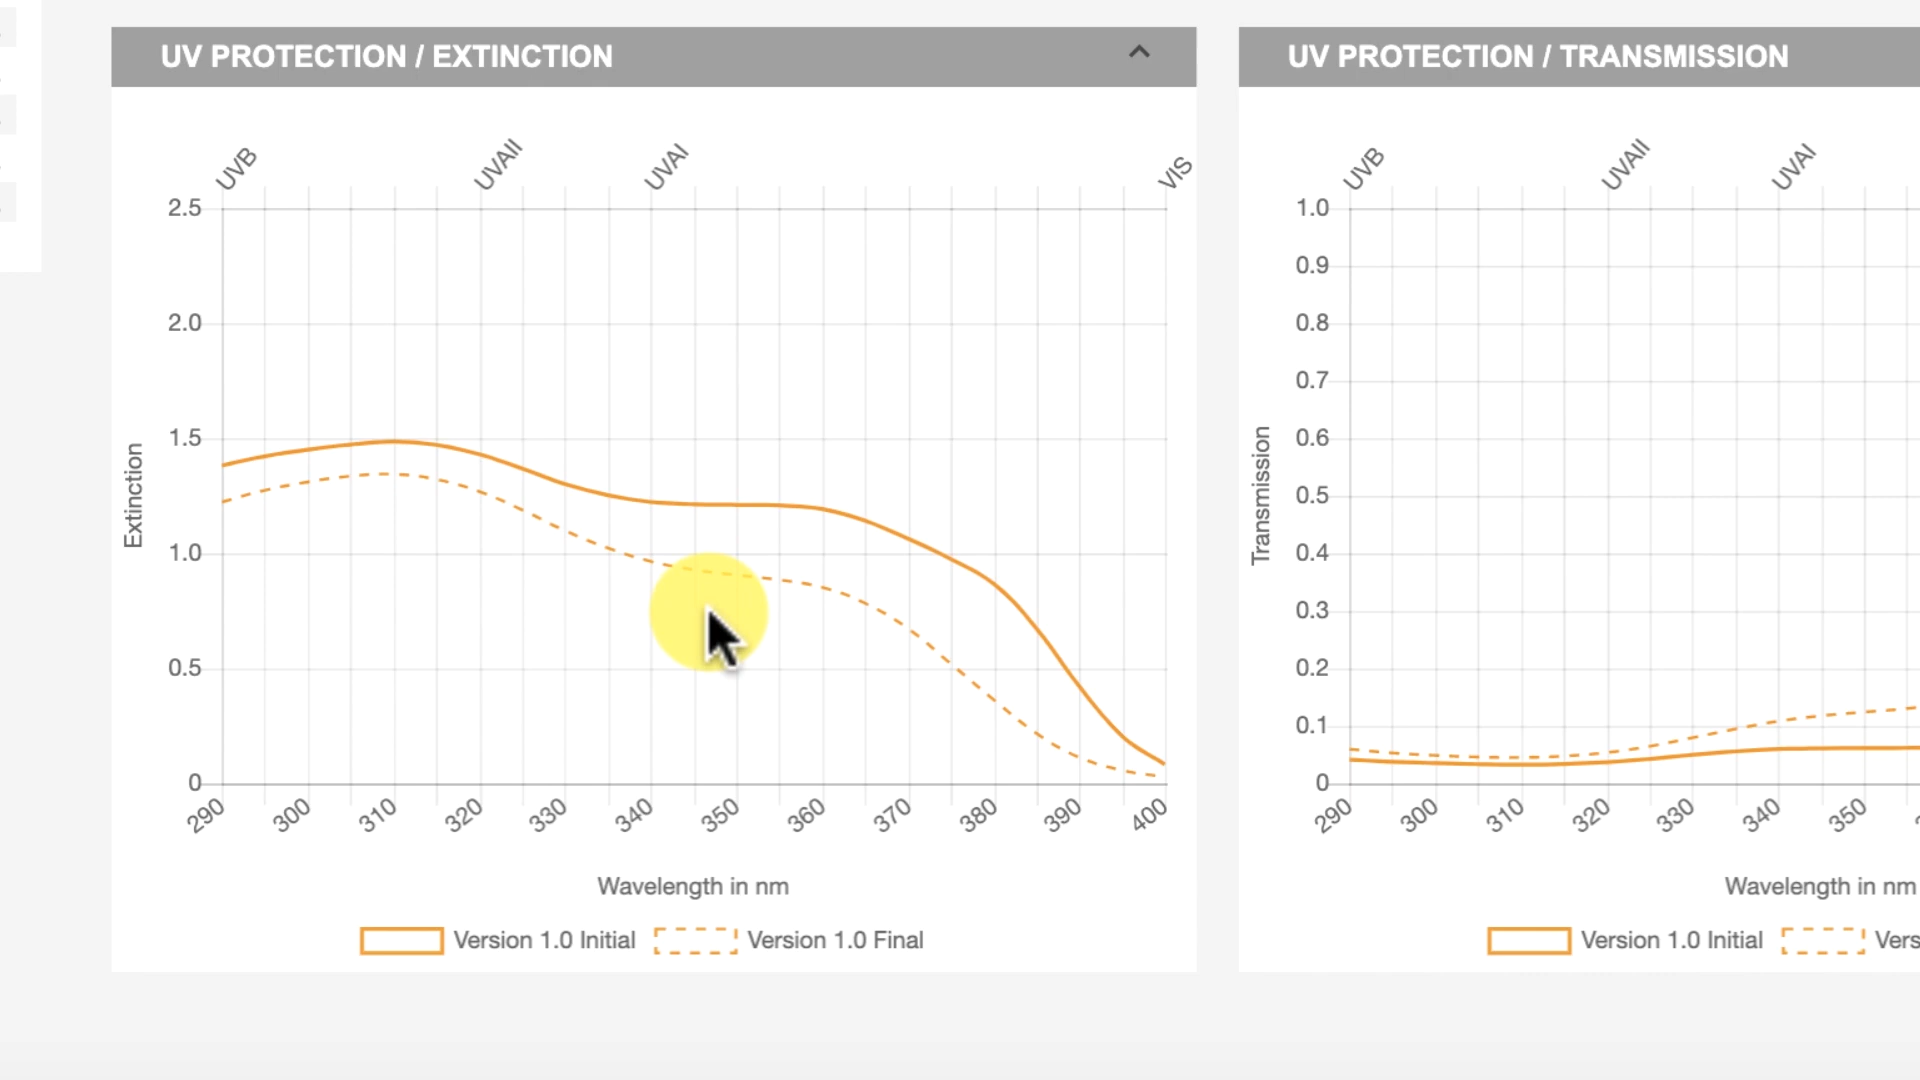 UV PROTECTION / EXTINCTION
UVB
UVAII
UVAI
VIS
2.5
2.0
1.5
1.0
0.5
0
Extinction
290
300
310
320
330
340
350
360
370
380
390
400
Wavelength in nm
Version 1.0 Initial
Version 1.0 Final
UV PROTECTION / TRANSMISSION
UVB
UVAII
UVAI
1.0
0.9
0.8
0.7
0.6
0.5
0.4
0.3
0.2
0.1
0
Transmission
290
300
310
320
330
340
350
Wavelength in nm
Version 1.0 Initial
Vers